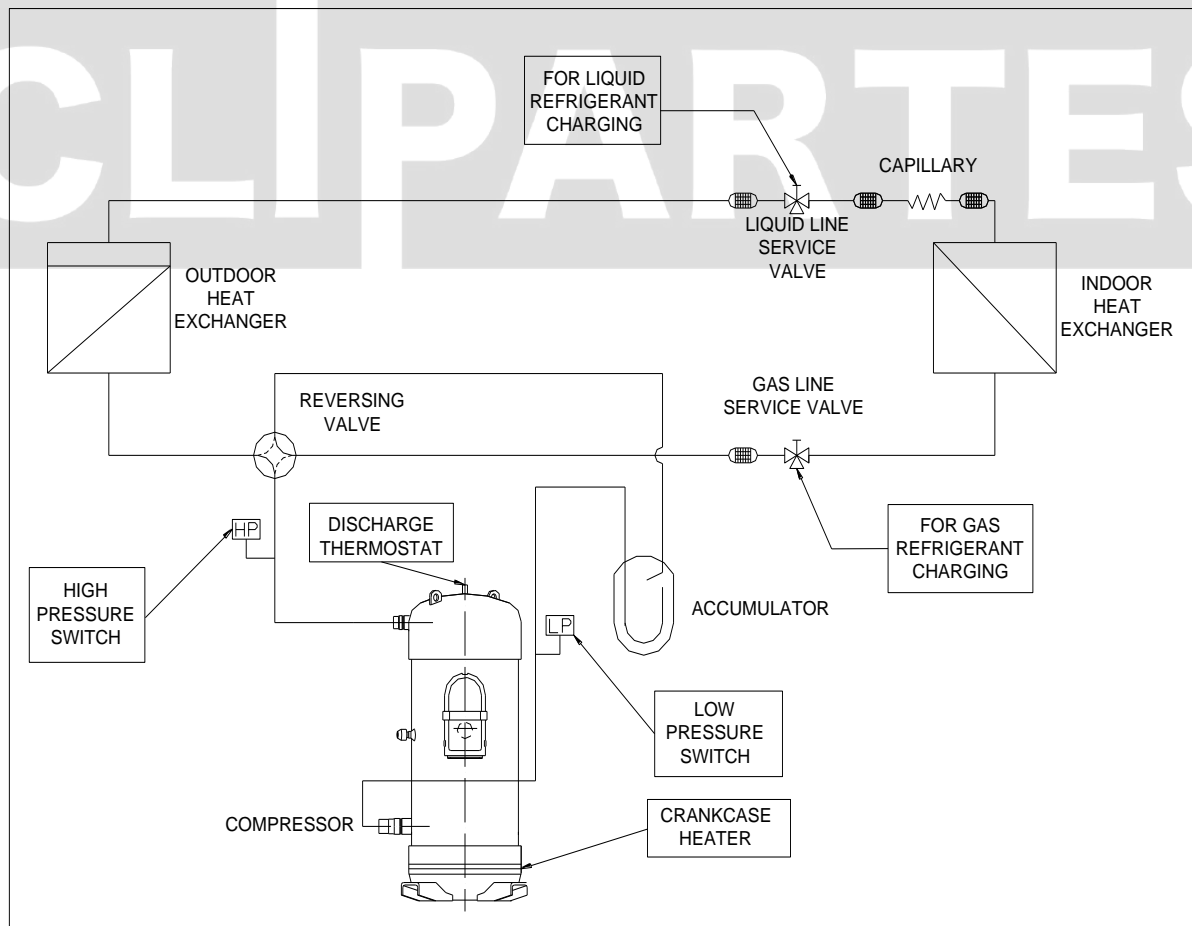 CLIPARTES
FOR LIQUID
REFRIGERANT
CHARGING
CAPILLARY
LIQUID LINE
SERVICE
VALVE
OUTDOOR
HEAT
EXCHANGER
INDOOR
HEAT
EXCHANGER
REVERSING
VALVE
GAS LINE
SERVICE VALVE
HP
DISCHARGE
THERMOSTAT
FOR GAS
REFRIGERANT
CHARGING
HIGH
PRESSURE
SWITCH
LP
ACCUMULATOR
LOW
PRESSURE
SWITCH
COMPRESSOR
CRANKCASE
HEATER